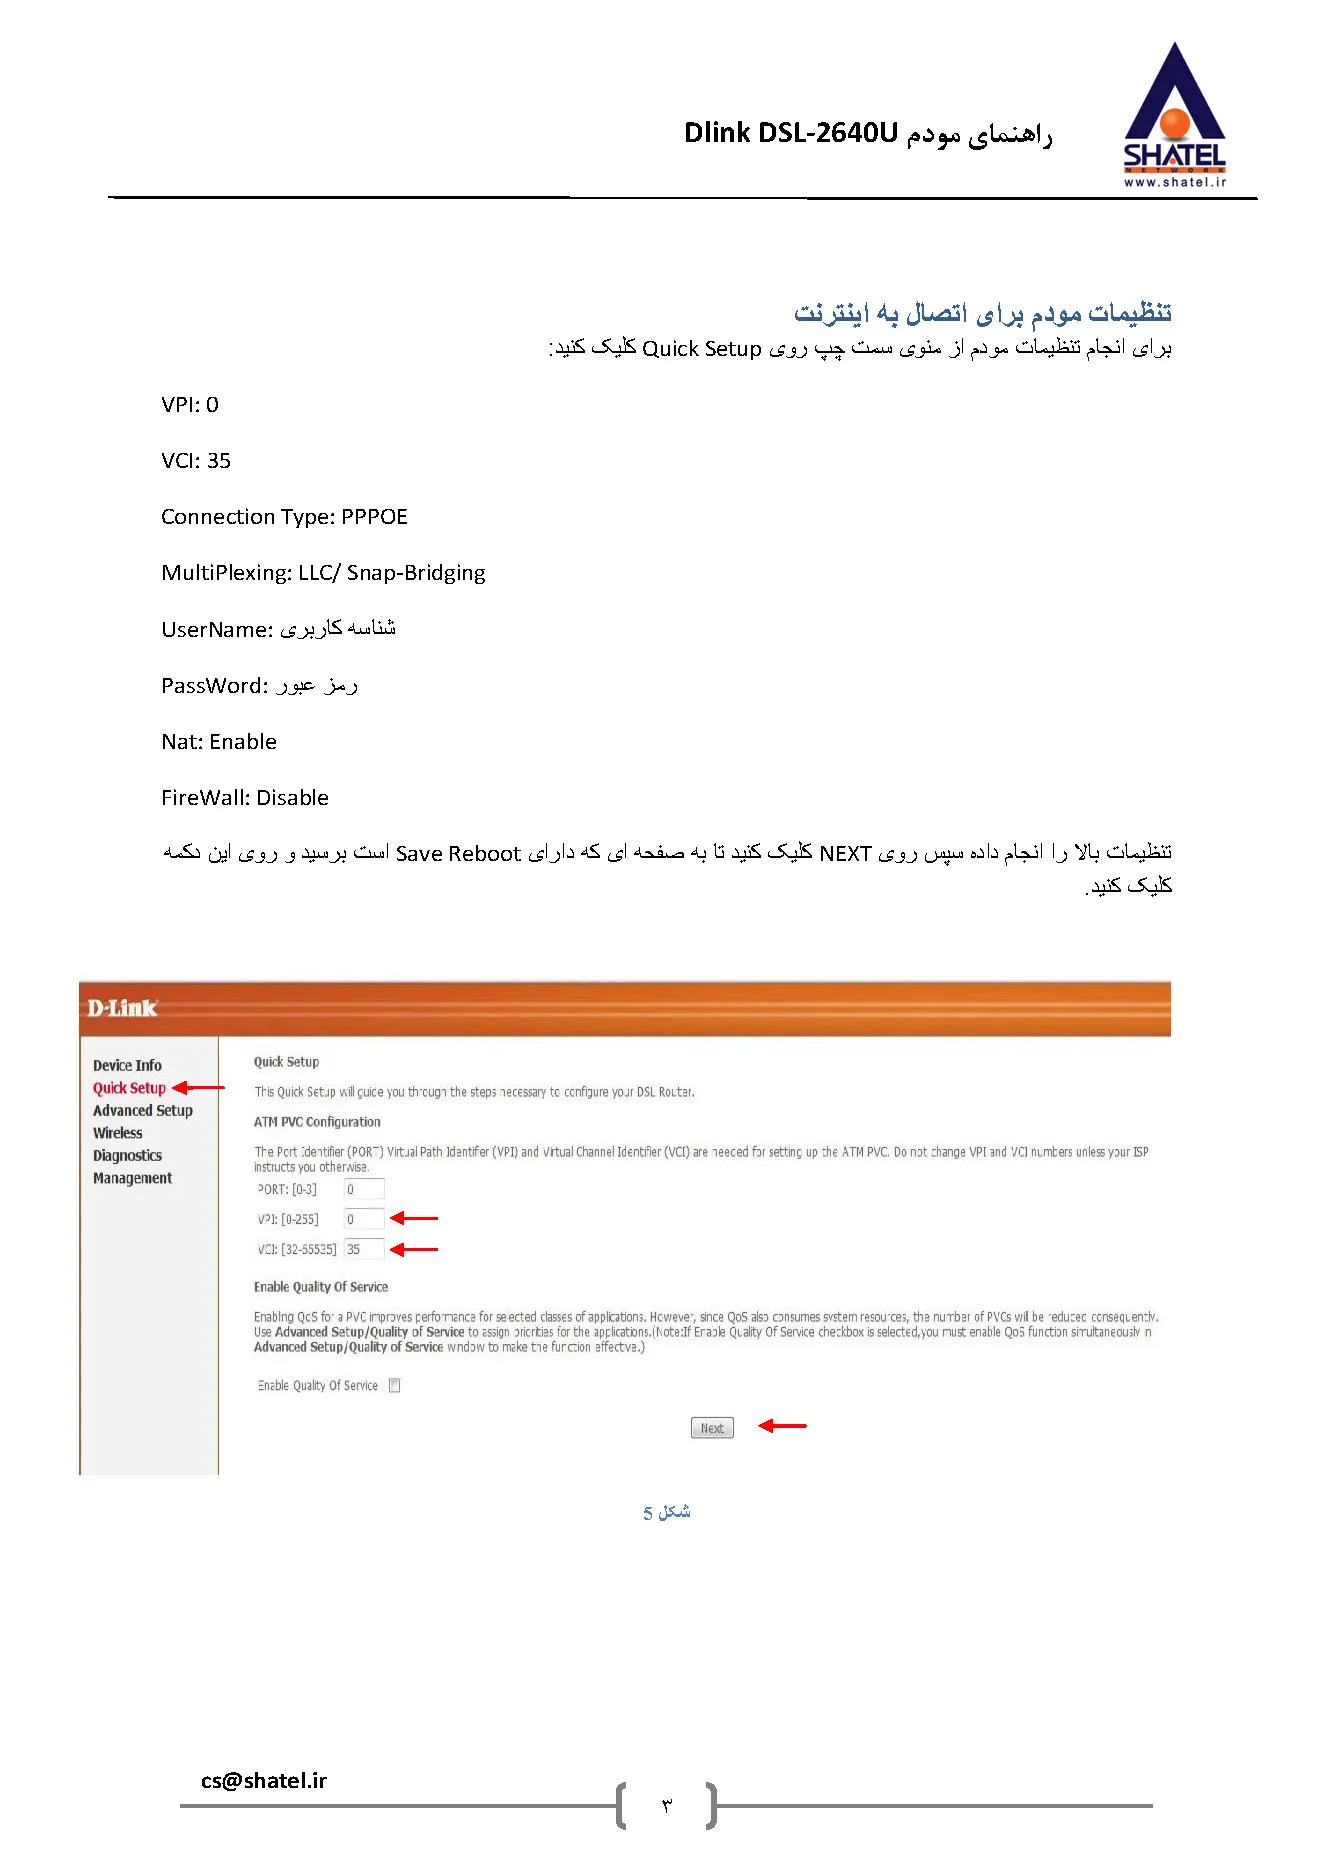 SHATEL
NETWORK
www.shatel.ir
راهنمای مودم Dlink DSL-2640U
تنظیمات مودم برای اتصال به اینترنت
برای انجام تنظیمات مودم از منوی سمت چپ روی Quick Setup کلیک کنید:
VPI: 0
VCI: 35
Connection Type: PPPOE
MultiPlexing: LLC/ Snap-Bridging
UserName: شناسه کاربری
PassWord: رمز عبور
Nat: Enable
FireWall: Disable
تنظیمات بالا را انجام داده سپس روی NEXT کلیک کنید تا به صفحه ای که دارای Save Reboot است برسید و روی این دکمه
کلیک کنید.
D-Link
Device Info
Quick Setup
Advanced Setup
Wireless
Diagnostics
Management
Quick Setup
This Quick Setup will guide you through the steps necessary to configure your DSL Router.
ATM PVC Configuration
The Port Identifier (PORT) Virtual Path Identifier (VPI) and Virtual Channel Identifier (VCI) are needed for setting up the ATM PVC. Do not change VPI and VCI numbers unless your ISP
instructs you otherwise.
PORT: [0-3] 0
VPI: [0-255] 0
VCI: [32-65535] 35
Enable Quality Of Service
Enabling QoS for a PVC improves performance for selected classes of applications. However, since QoS also consumes system resources, the number of PVCs will be reduced consequently.
Use Advanced Setup/Quality of Service to assign priorities for the applications.(Note:If Enable Quality Of Service checkbox is selected,you must enable QoS function simultaneously in
Advanced Setup/Quality of Service window to make the function effective.)
Enable Quality Of Service
Next
شکل 5
cs@shatel.ir
۳